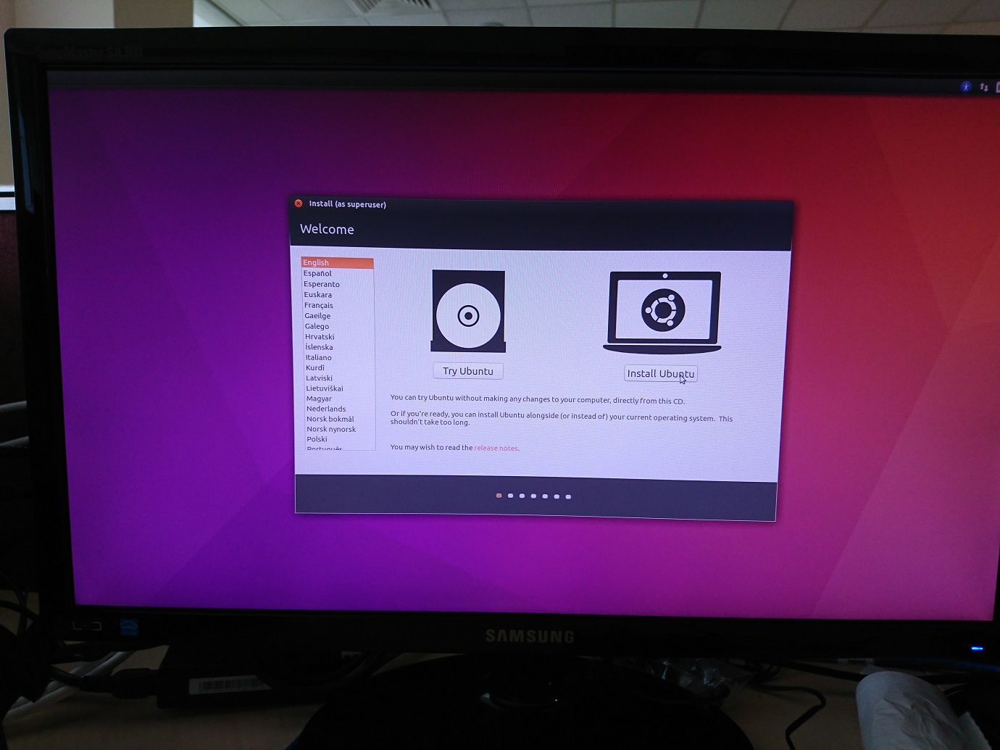 SyncMaster SA300
Install (as superuser)
Welcome
English
Español
Esperanto
Euskara
Français
Gaeilge
Galego
Hrvatski
Íslenska
Italiano
Kurdî
Latviski
Lietuviškai
Magyar
Nederlands
Norsk bokmål
Norsk nynorsk
Polski
Português
Try Ubuntu
Install Ubuntu
You can try Ubuntu without making any changes to your computer, directly from this CD.
Or if you're ready, you can install Ubuntu alongside (or instead of) your current operating system. This
shouldn't take too long.
You may wish to read the release notes.
SAMSUNG